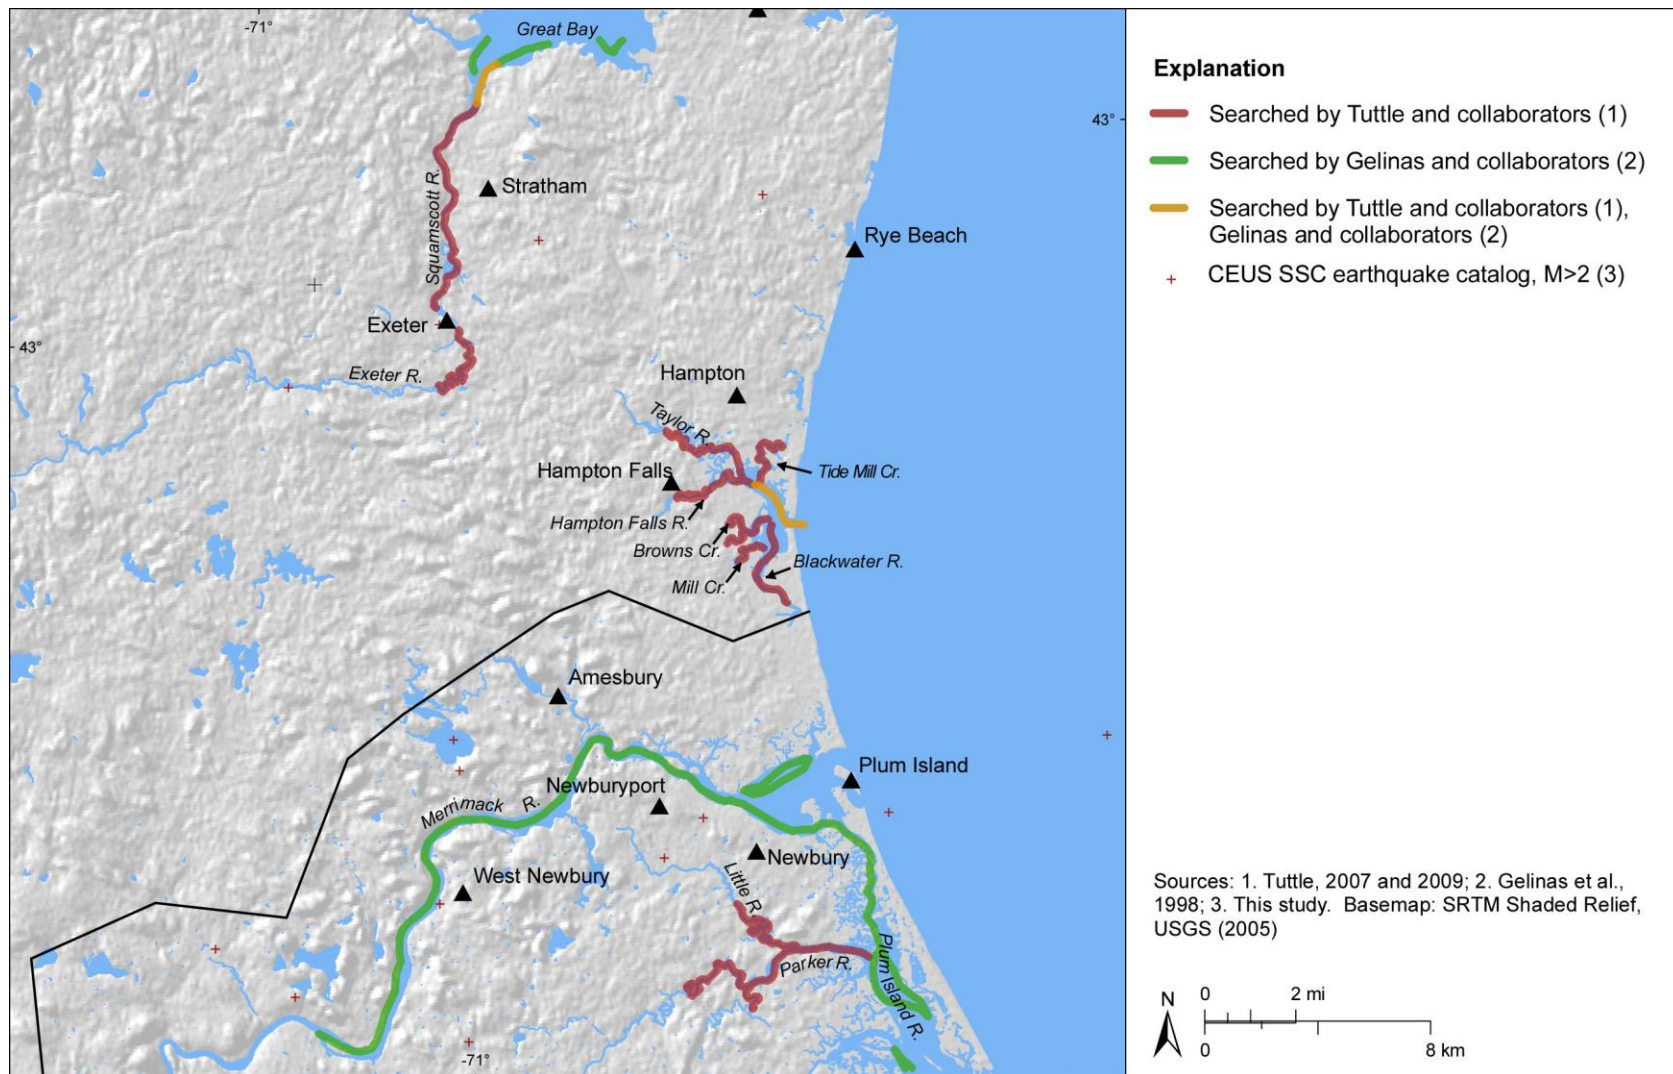 -71°
Great Bay
43°
Squamscott R.
Stratham
Rye Beach
Exeter
43°
Exeter R.
Hampton
Taylor R.
Hampton Falls
Tide Mill Cr.
Hampton Falls R.
Browns Cr.
Blackwater R.
Mill Cr.
Amesbury
Plum Island
Newburyport
Merrimack R.
Newbury
West Newbury
Little R.
Parker R.
Plum Island R.
-71°
Explanation
Searched by Tuttle and collaborators (1)
Searched by Gelinas and collaborators (2)
Searched by Tuttle and collaborators (1),
Gelinas and collaborators (2)
CEUS SSC earthquake catalog, M>2 (3)
Sources: 1. Tuttle, 2007 and 2009; 2. Gelinas et al.,
1998; 3. This study. Basemap: SRTM Shaded Relief,
USGS (2005)
N
0 2 mi
0 8 km